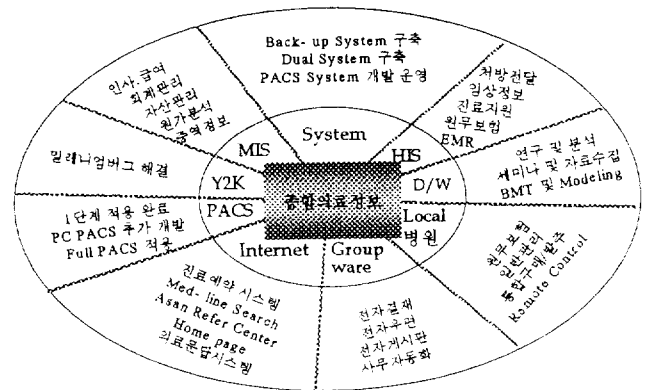 Back- up System 구축
Dual System 구축
PACS System 개발 운영
처방전달
임상정보
진료지원
원무보험
EMR
연구 및 분석
세미나 및 자료수집
BMT 및 Modeling
원무보험
일반관리
통합구매/발주
Komoto Control
전자결재
전자우편
전자게시판
사무자동화
진료예약 시스템
Med- line Search
Asan Refer Center
Home page
의료문답시스템
1단계 적용 완료
PC PACS 추가 개발
Full PACS 적용
밀레니엄버그 해결
인사.급여
회계관리
자산관리
원가분석
경영정보
System
HIS
D/W
Local
병원
Group
ware
Internet
PACS
Y2K
MIS
종합의료정보